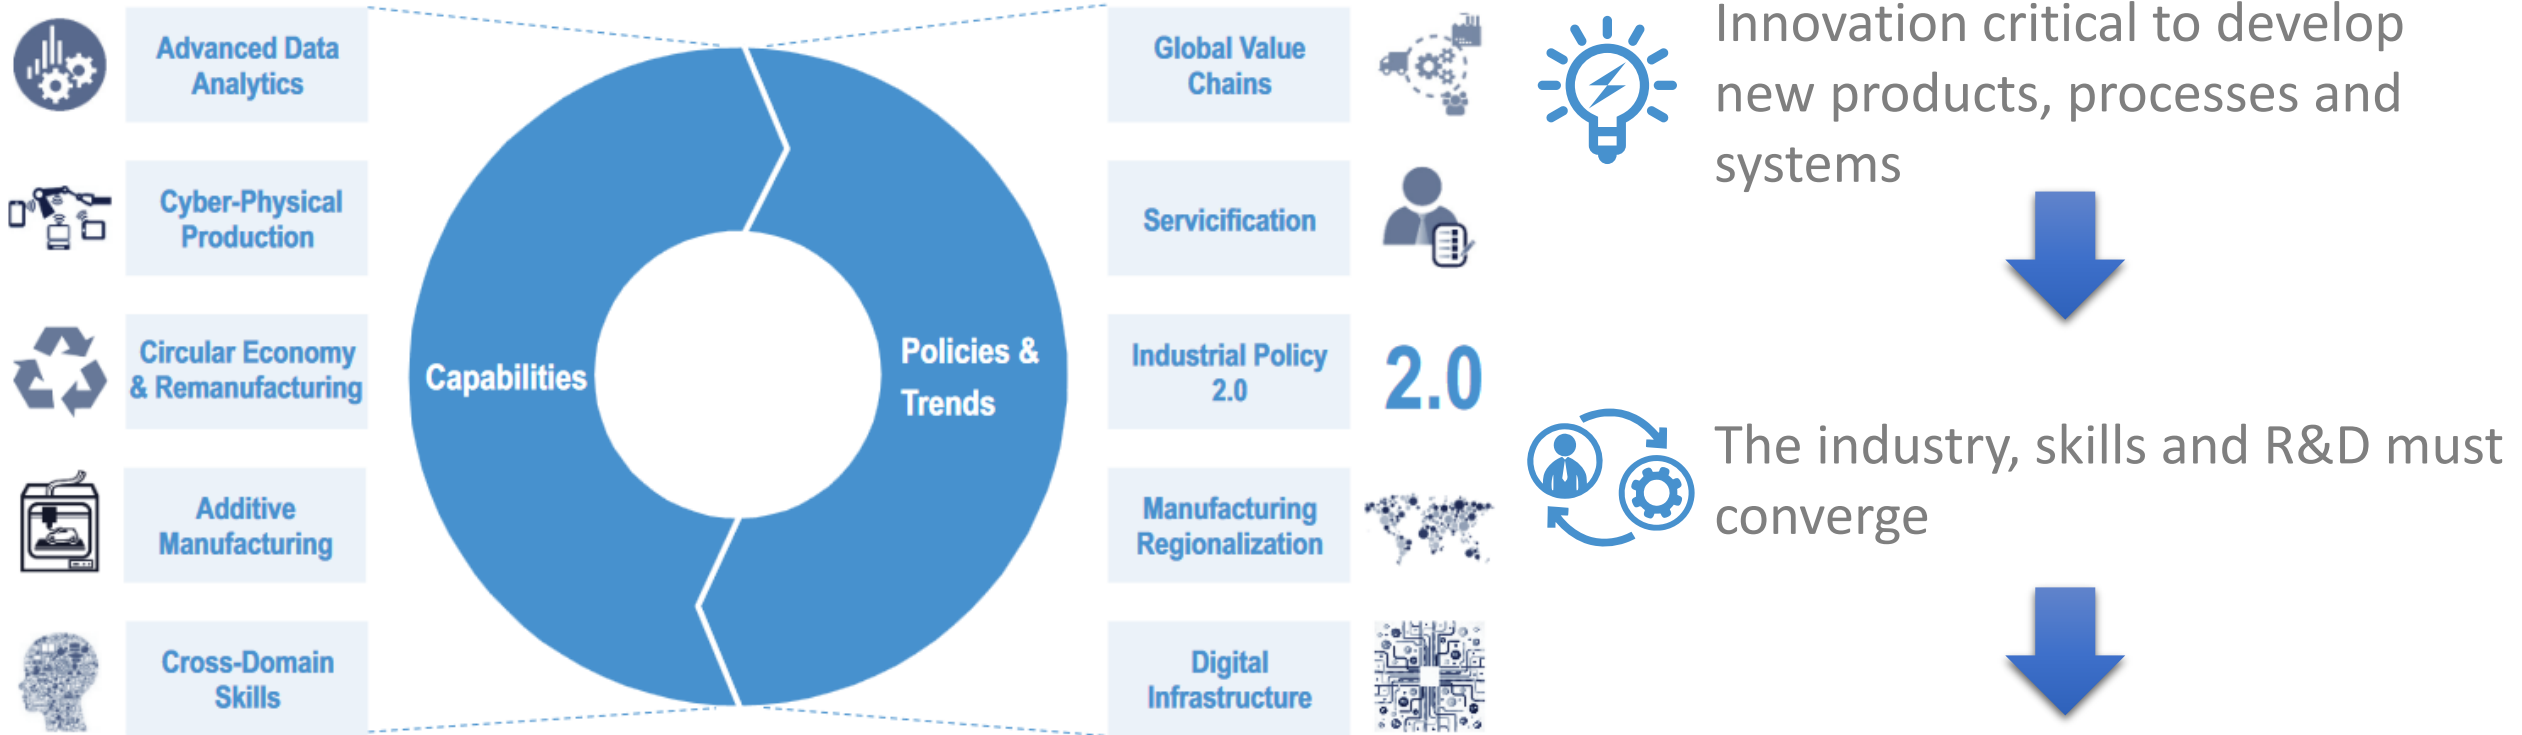 Advanced Data
Analytics
Cyber-Physical
Production
Circular Economy
& Remanufacturing
Additive
Manufacturing
Cross-Domain
Skills
Capabilities
Policies &
Trends
Global Value
Chains
Servicification
Industrial Policy
2.0
2.0
Manufacturing
Regionalization
Digital
Infrastructure
Innovation critical to develop
new products, processes and
systems
The industry, skills and R&D must
converge